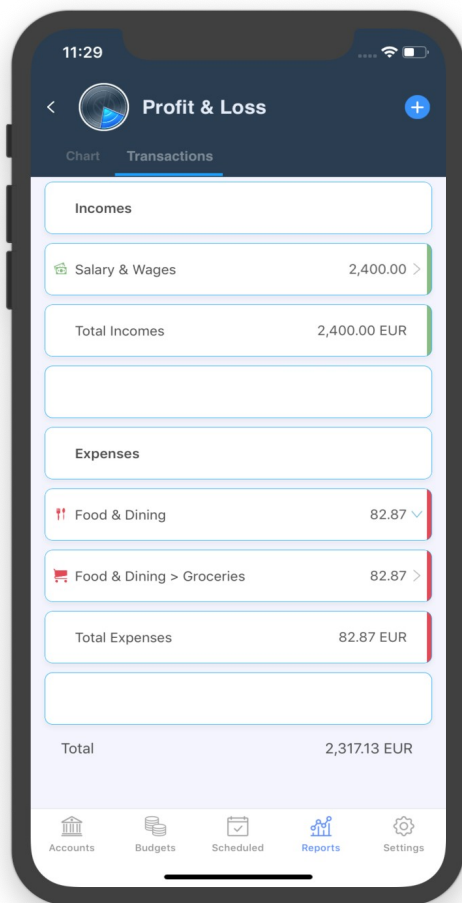 11:29
Profit & Loss
Chart Transactions
Incomes
Salary & Wages 2,400.00
Total Incomes 2,400.00 EUR
Expenses
Food & Dining 82.87
Food & Dining > Groceries 82.87
Total Expenses 82.87 EUR
Total 2,317.13 EUR
Accounts Budgets Scheduled Reports Settings